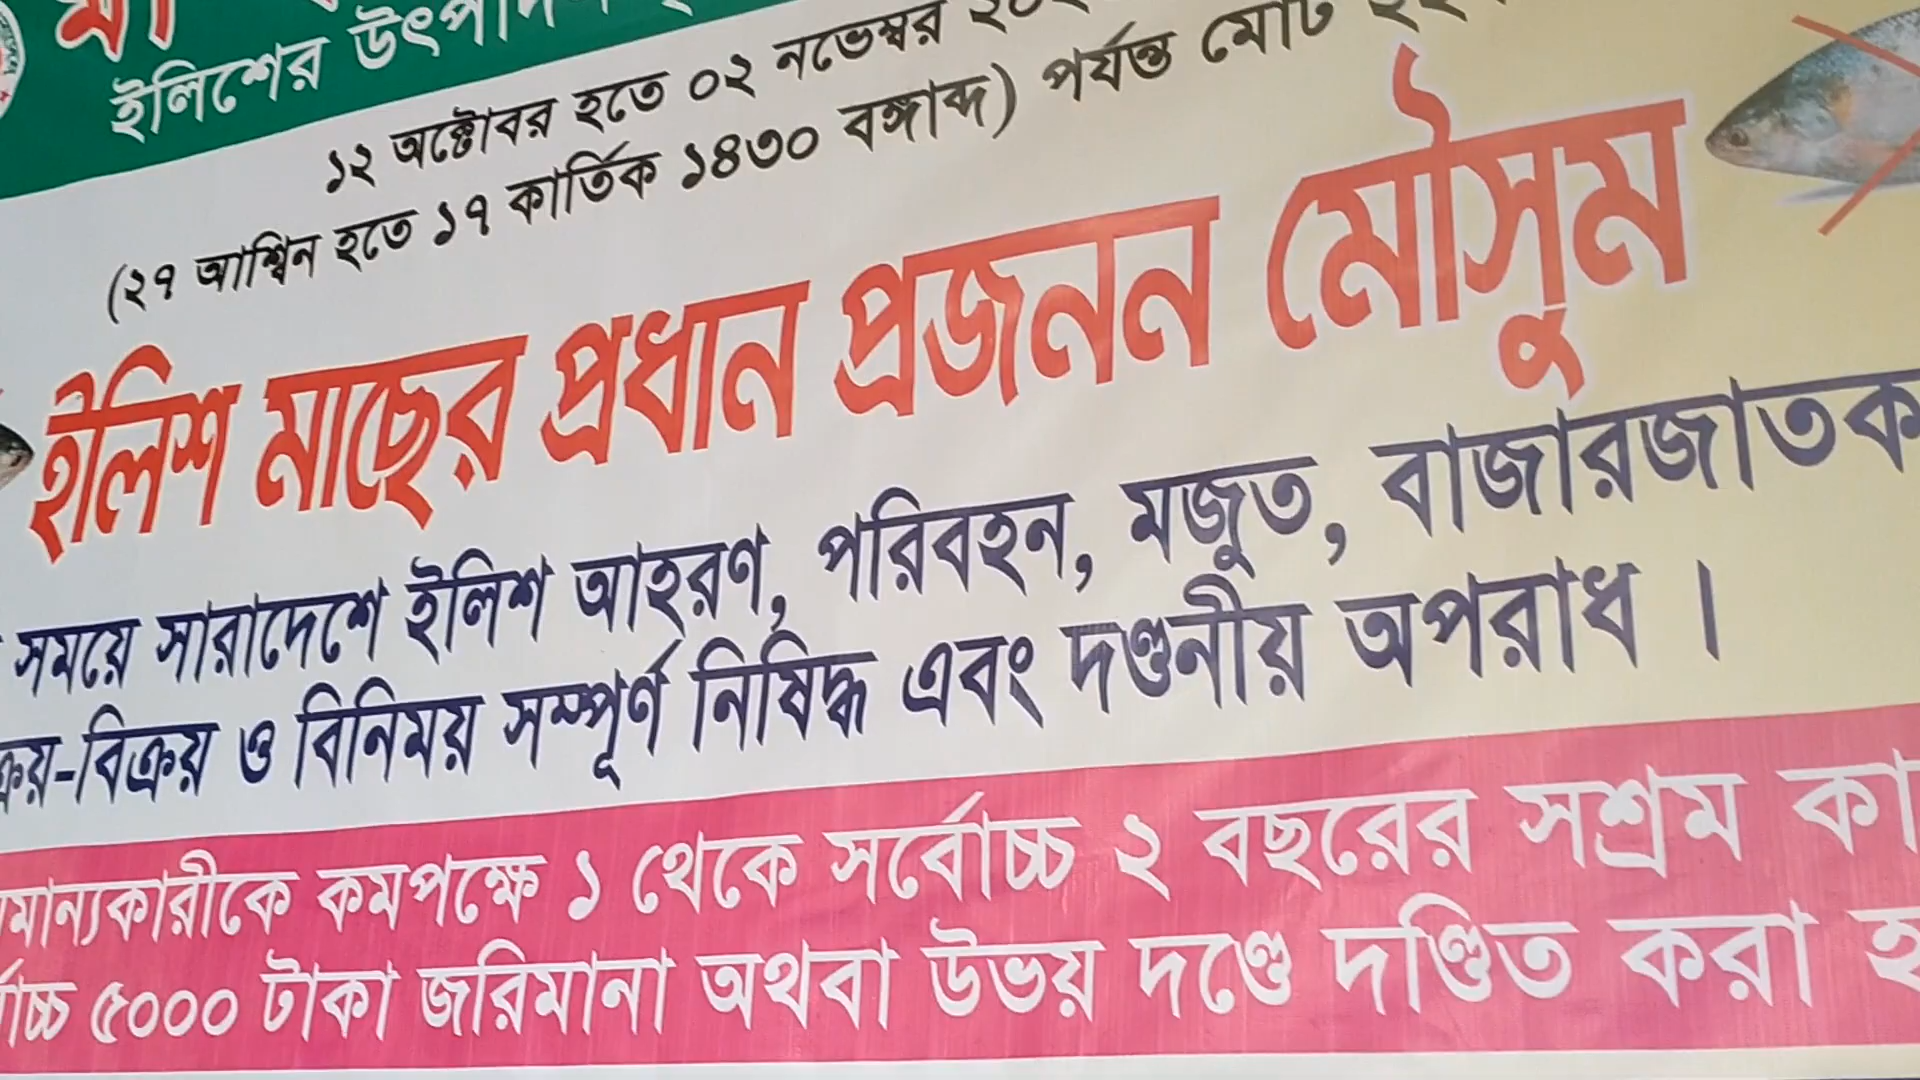 ইলিশের
১২ অক্টোবর হতে ০২ নভেম্বর
(২৭ আশ্বিন হতে ১৭ কার্তিক ১৪৩০ বঙ্গাব্দ) পর্যন্ত মোট
ইলিশ মাছের প্রধান প্রজনন মৌসুম
সময়ে সারাদেশে ইলিশ আহরণ, পরিবহন, মজুত, বাজারজাতক
ক্রয়-বিক্রয় ও বিনিময় সম্পূর্ণ নিষিদ্ধ এবং দণ্ডনীয় অপরাধ ।
মান্যকারীকে কমপক্ষে ১ থেকে সর্বোচ্চ ২ বছরের সশ্রম কা
৫০০০ টাকা জরিমানা অথবা উভয় দণ্ডে দণ্ডিত করা হ